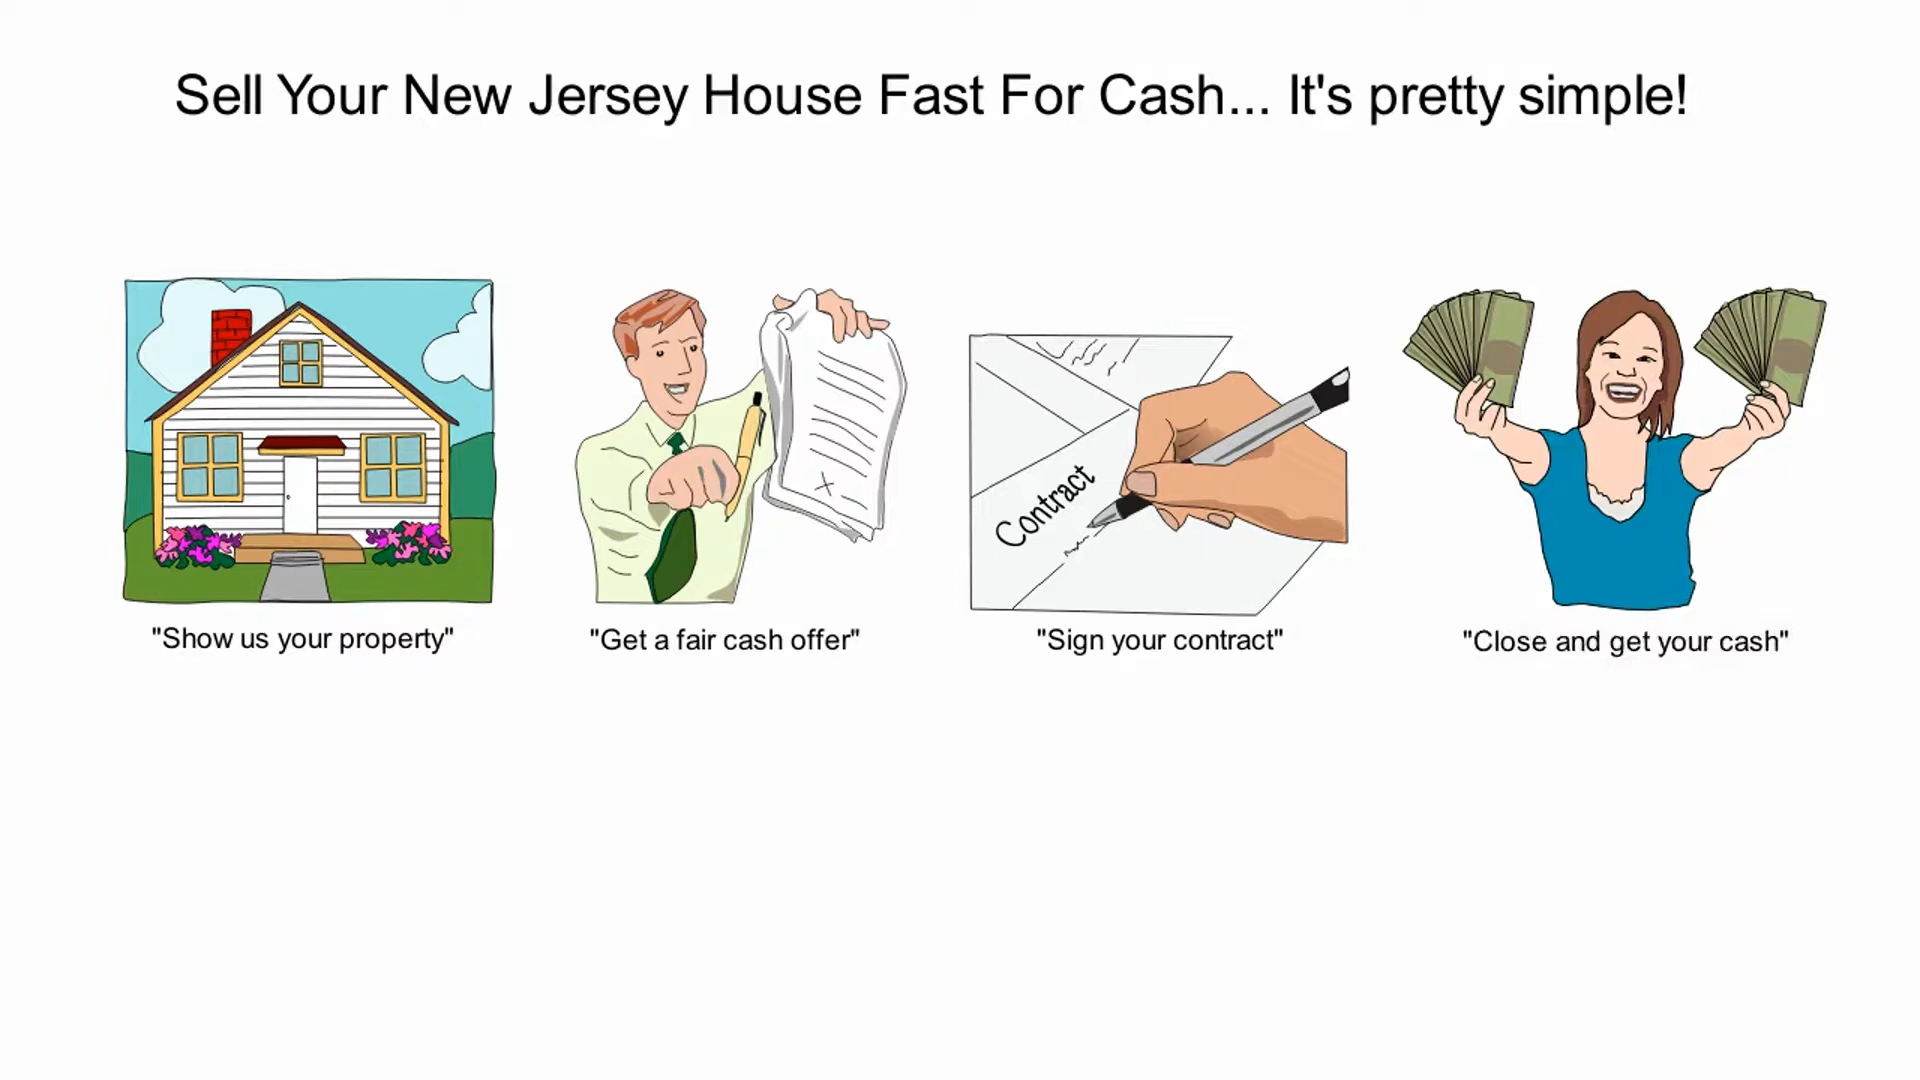 Sell Your New Jersey House Fast For Cash... It's pretty simple!
Contract
"Show us your property"
"Get a fair cash offer"
"Sign your contract"
"Close and get your cash"